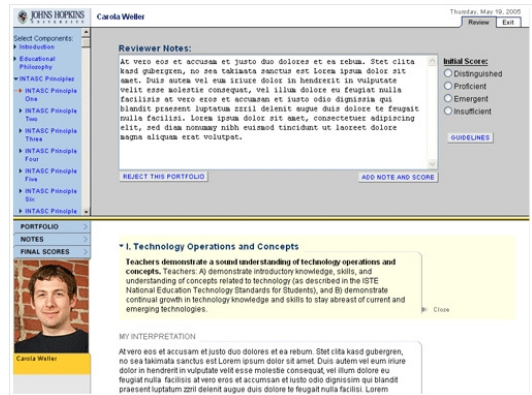 JOHNS HOPKINS
Carola Weller
Thursday, May 19, 2005
Review
Exit
Select Components:
Introduction
Educational
Philosophy
INTASC Principles
INTASC Principle
One
INTASC Principle
Two
INTASC Principle
Three
INTASC Principle
Four
INTASC Principle
Five
INTASC Principle
Six
INTASC Principle
Reviewer Notes:
At vero eos et accusam et justo duo dolores et ea rebum. Stet clita
kasd gubergren, no sea takimata sanctus est Lorem ipsum dolor sit
amet. Duis autem vel eum iriure dolor in hendrerit in vulputate
velit esse molestie consequat, vel illum dolore eu feugiat nulla
facilisis at vero eros et accumsan et iusto odio dignissim qui
blandit praesent luptatum zzril delenit augue duis dolore te feugait
nulla facilisi. Lorem ipsum dolor sit amet, consectetuer adipiscing
elit, sed diam nonummy nibh euismod tincidunt ut laoreet dolore
magna aliquam erat volutpat.
REJECT THIS PORTFOLIO
ADD NOTE AND SCORE
Initial Score:
Distinguished
Proficient
Emergent
Insufficient
GUIDELINES
PORTFOLIO
NOTES
FINAL SCORES
Carola Weller
I. Technology Operations and Concepts
Teachers demonstrate a sound understanding of technology operations and
concepts. Teachers: A) demonstrate introductory knowledge, skills, and
understanding of concepts related to technology (as described in the ISTE
National Education Technology Standards for Students), and B) demonstrate
continual growth in technology knowledge and skills to stay abreast of current and
emerging technologies.
Close
MY INTERPRETATION
At vero eos et accusam et justo duo dolores et ea rebum. Stet clita kasd gubergren,
no sea takimata sanctus est Lorem ipsum dolor sit amet. Duis autem vel eum iriure
dolor in hendrerit in vulputate velit esse molestie consequat, vel illum dolore eu
feugiat nulla facilisis at vero eros et accumsan et iusto odio dignissim qui blandit
praesent luptatum zzril delenit augue duis dolore te feugait nulla facilisi. Lorem